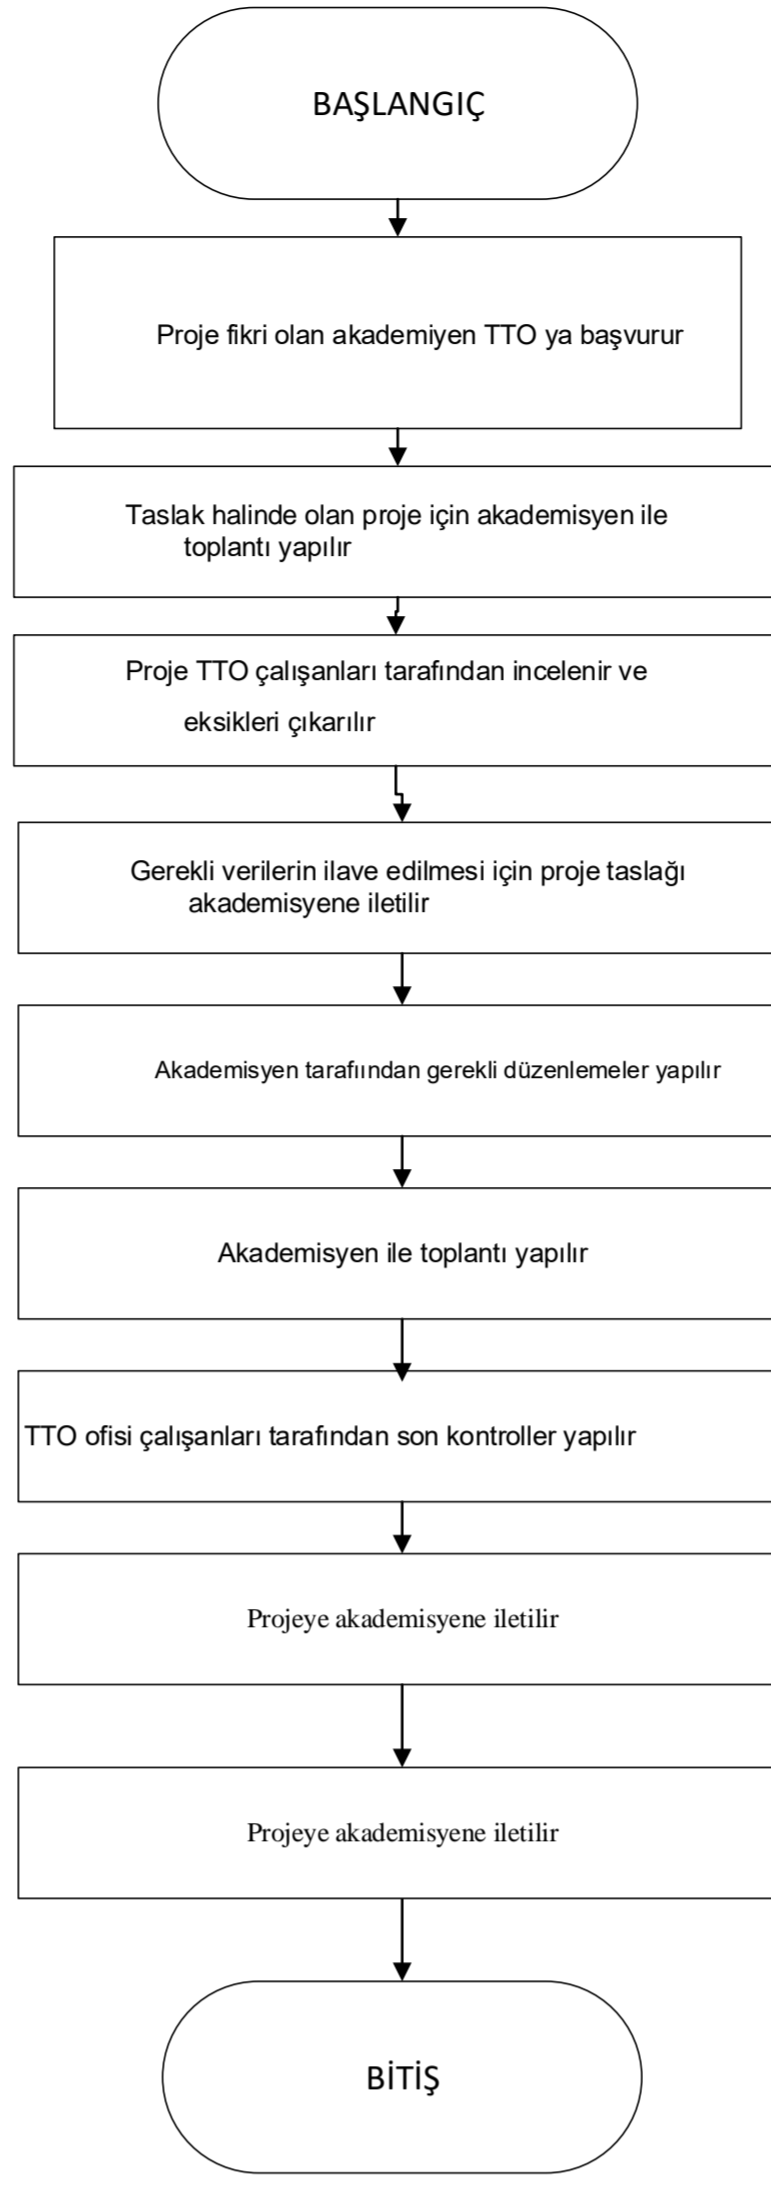 BAŞLANGIÇ
Proje fikri olan akademiyen TTO ya başvurur
Taslak halinde olan proje için akademisyen ile
toplantı yapılır
Proje TTO çalışanları tarafından incelenir ve
eksikleri çıkarılır
Gerekli verilerin ilave edilmesi için proje taslağı
akademisyene iletilir
Akademisyen tarafıından gerekli düzenlemeler yapılır
Akademisyen ile toplantı yapılır
TTO ofisi çalışanları tarafından son kontroller yapılır
Projeye akademisyene iletilir
Projeye akademisyene iletilir
BİTİŞ